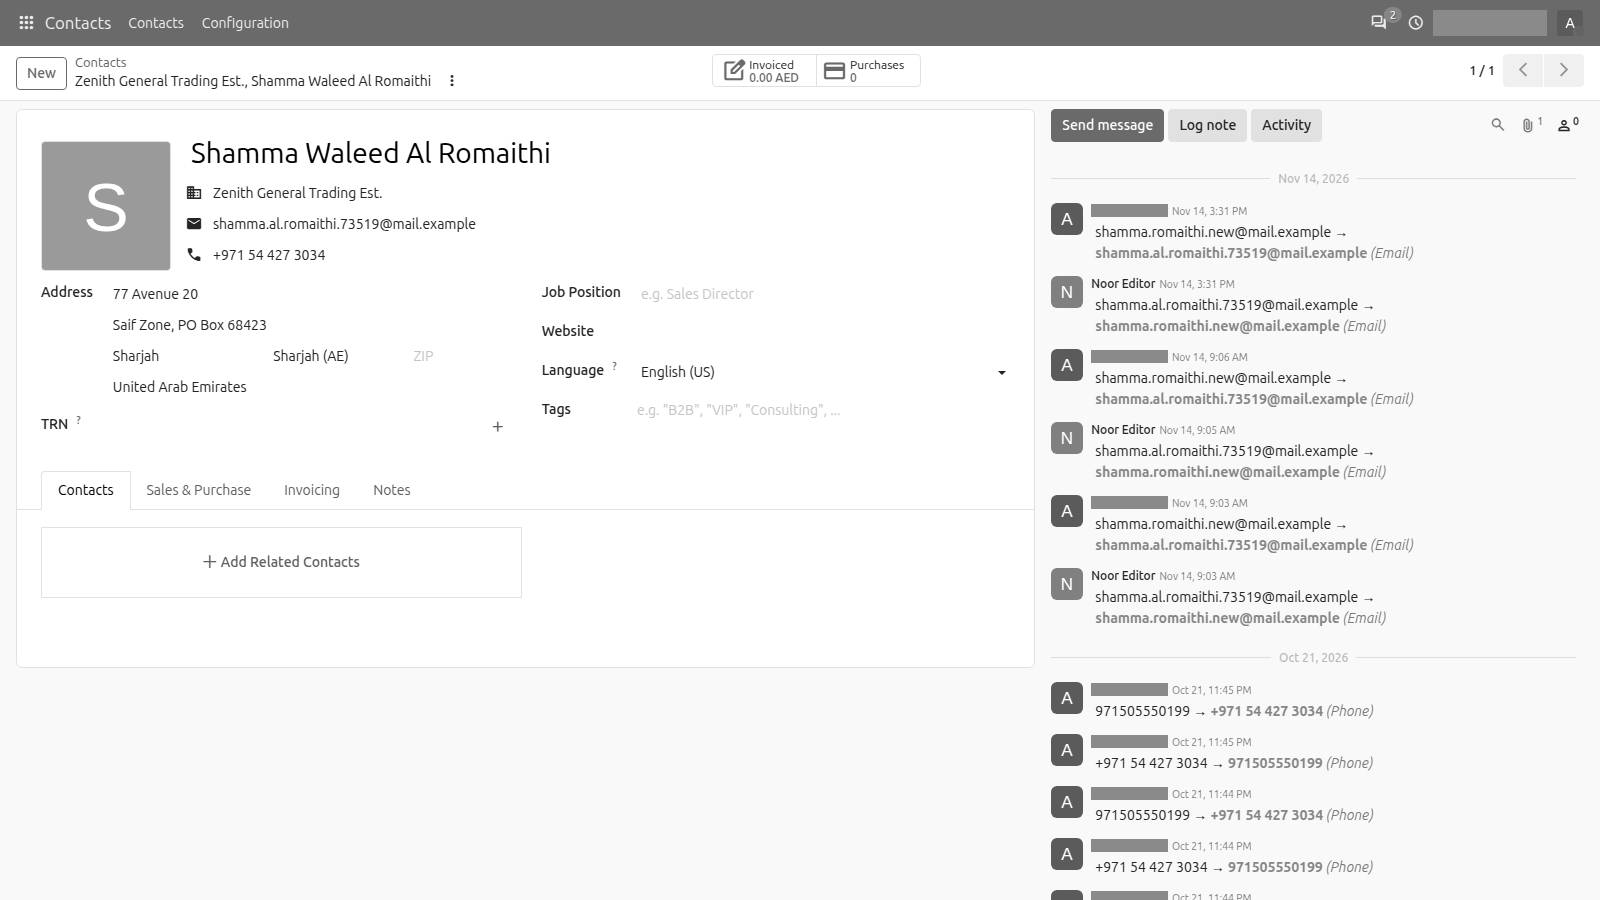 Contacts Contacts Configuration 2 A
New
Contacts
Zenith General Trading Est., Shamma Waleed Al Romaithi
Invoiced
0.00 AED
Purchases
0
1 / 1
Shamma Waleed Al Romaithi
S
Zenith General Trading Est.
shamma.al.romaithi.73519@mail.example
+971 54 427 3034
Address 77 Avenue 20
Saif Zone, PO Box 68423
Sharjah Sharjah (AE) ZIP
United Arab Emirates
TRN ?
Job Position e.g. Sales Director
Website
Language ? English (US)
Tags e.g. "B2B", "VIP", "Consulting", ...
Contacts Sales & Purchase Invoicing Notes
+ Add Related Contacts
Send message Log note Activity 1 0
Nov 14, 2026
A Nov 14, 3:31 PM
shamma.romaithi.new@mail.example →
shamma.al.romaithi.73519@mail.example (Email)
N Noor Editor Nov 14, 3:31 PM
shamma.al.romaithi.73519@mail.example →
shamma.romaithi.new@mail.example (Email)
A Nov 14, 9:06 AM
shamma.romaithi.new@mail.example →
shamma.al.romaithi.73519@mail.example (Email)
N Noor Editor Nov 14, 9:05 AM
shamma.al.romaithi.73519@mail.example →
shamma.romaithi.new@mail.example (Email)
A Nov 14, 9:03 AM
shamma.romaithi.new@mail.example →
shamma.al.romaithi.73519@mail.example (Email)
N Noor Editor Nov 14, 9:03 AM
shamma.al.romaithi.73519@mail.example →
shamma.romaithi.new@mail.example (Email)
Oct 21, 2026
A Oct 21, 11:45 PM
971505550199 → +971 54 427 3034 (Phone)
A Oct 21, 11:45 PM
+971 54 427 3034 → 971505550199 (Phone)
A Oct 21, 11:44 PM
971505550199 → +971 54 427 3034 (Phone)
A Oct 21, 11:44 PM
+971 54 427 3034 → 971505550199 (Phone)
Oct 21, 11:44 PM